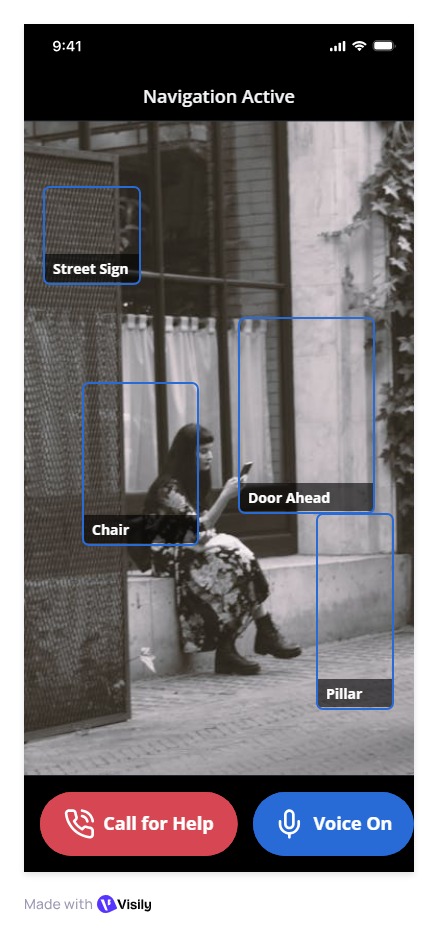 9:41
Navigation Active
Street Sign
Door Ahead
Chair
Pillar
Call for Help
Voice On
Made with Visily